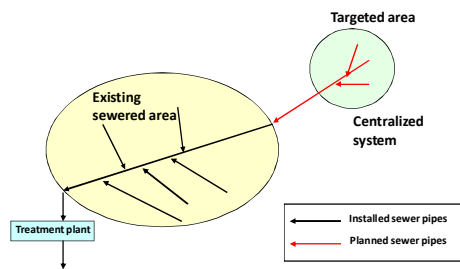 Targeted area
Existing
sewered area
Centralized
system
Treatment plant
Installed sewer pipes
Planned sewer pipes